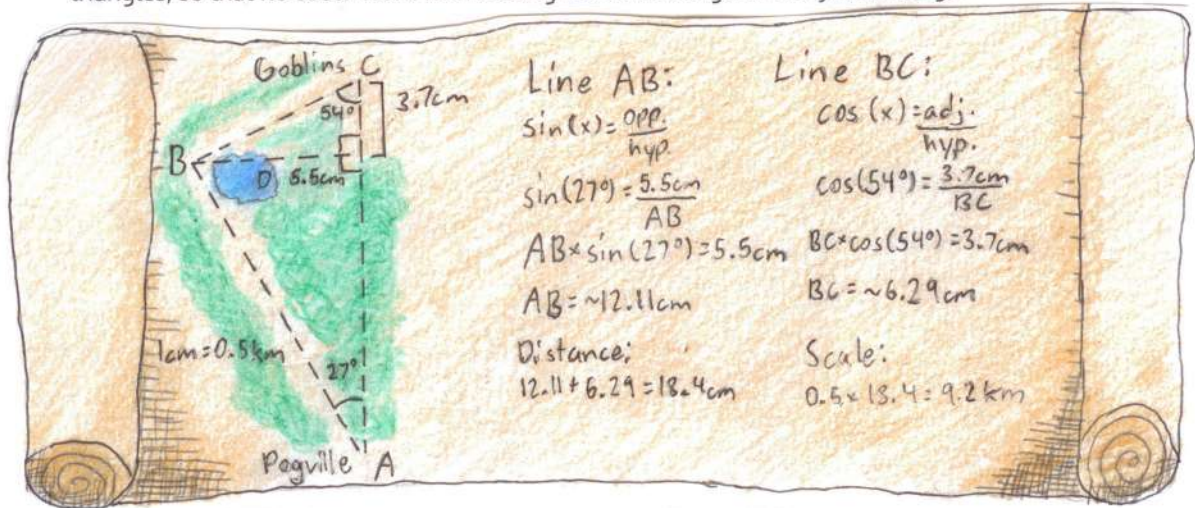 Goblins C
54°
3.7cm
B
D 5.5cm
1cm=0.5km
27°
Pogville A
Line AB:
sin(x)=opp.
hyp.
sin(27°)=5.5cm
AB
AB×sin(27°)=5.5cm
AB=~12.11cm
Distance:
12.11+6.29=18.4cm
Line BC:
cos(x)=adj.
hyp.
cos(54°)=3.7cm
BC
BC×cos(54°)=3.7cm
BC=~6.29cm
Scale:
0.5×18.4=9.2km